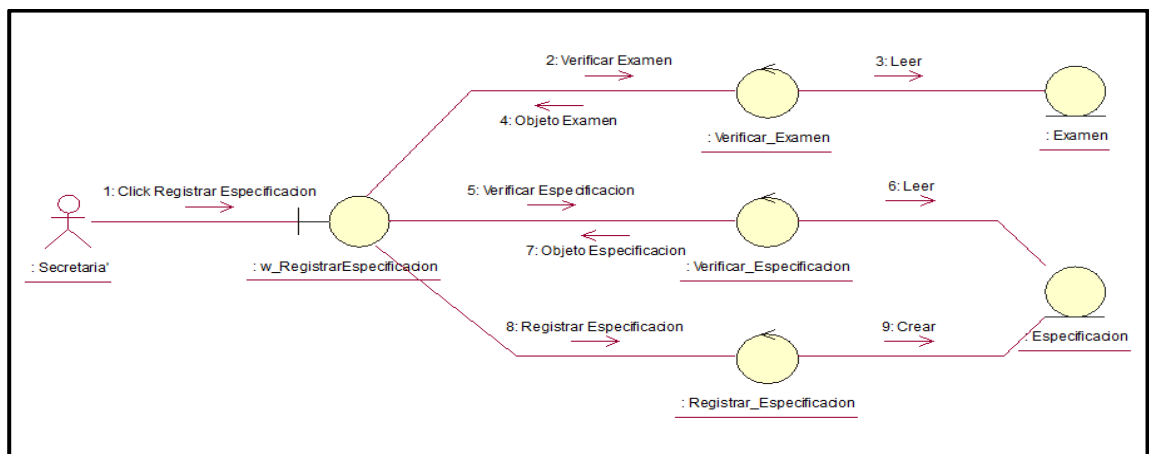 2: Verificar Examen
3: Leer
4: Objeto Examen
: Verificar_Examen
: Examen
1: Click Registrar Especificacion
5: Verificar Especificacion
6: Leer
7: Objeto Especificacion
: Secretaria'
: w_RegistrarEspecificacion
: Verificar_Especificacion
8: Registrar Especificacion
9: Crear
: Especificacion
: Registrar_Especificacion